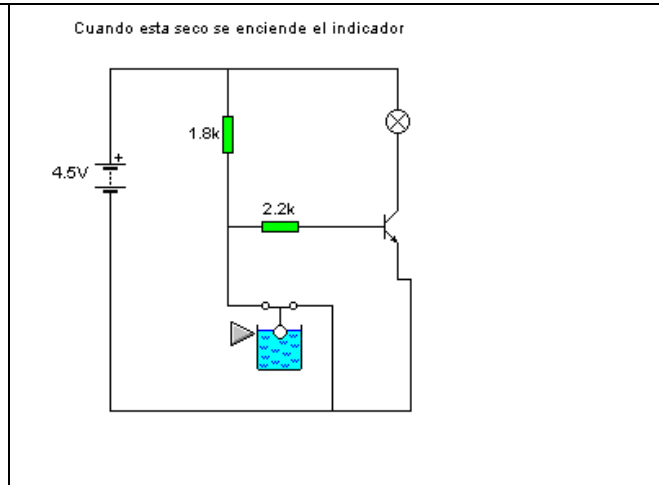 Cuando esta seco se enciende el indicador
1.8k
4.5V
+
2.2k